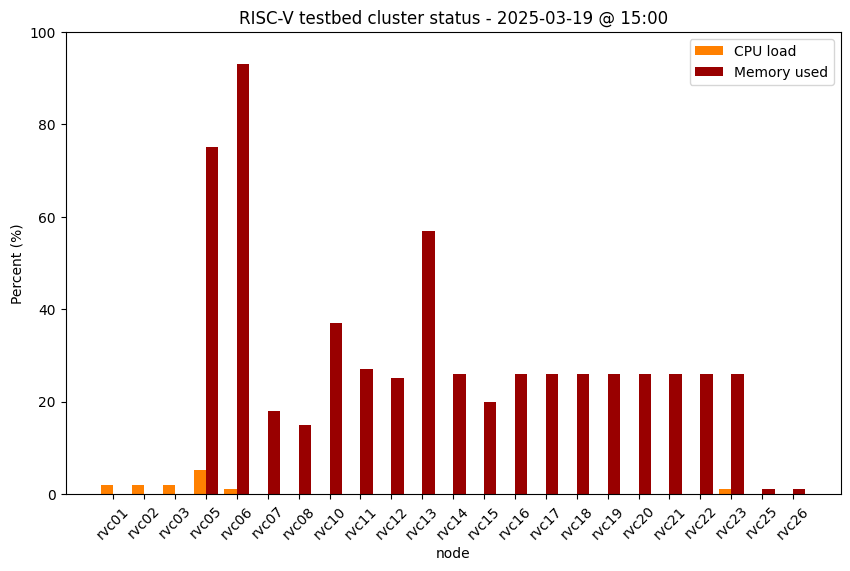 RISC-V testbed cluster status - 2025-03-19 @ 15:00
CPU load
Memory used
Percent (%)
100
80
60
40
20
0
rvc01 rvc02 rvc03 rvc05 rvc06 rvc07 rvc08 rvc10 rvc11 rvc12 rvc13 rvc14 rvc15 rvc16 rvc17 rvc18 rvc19 rvc20 rvc21 rvc22 rvc23 rvc25 rvc26
node